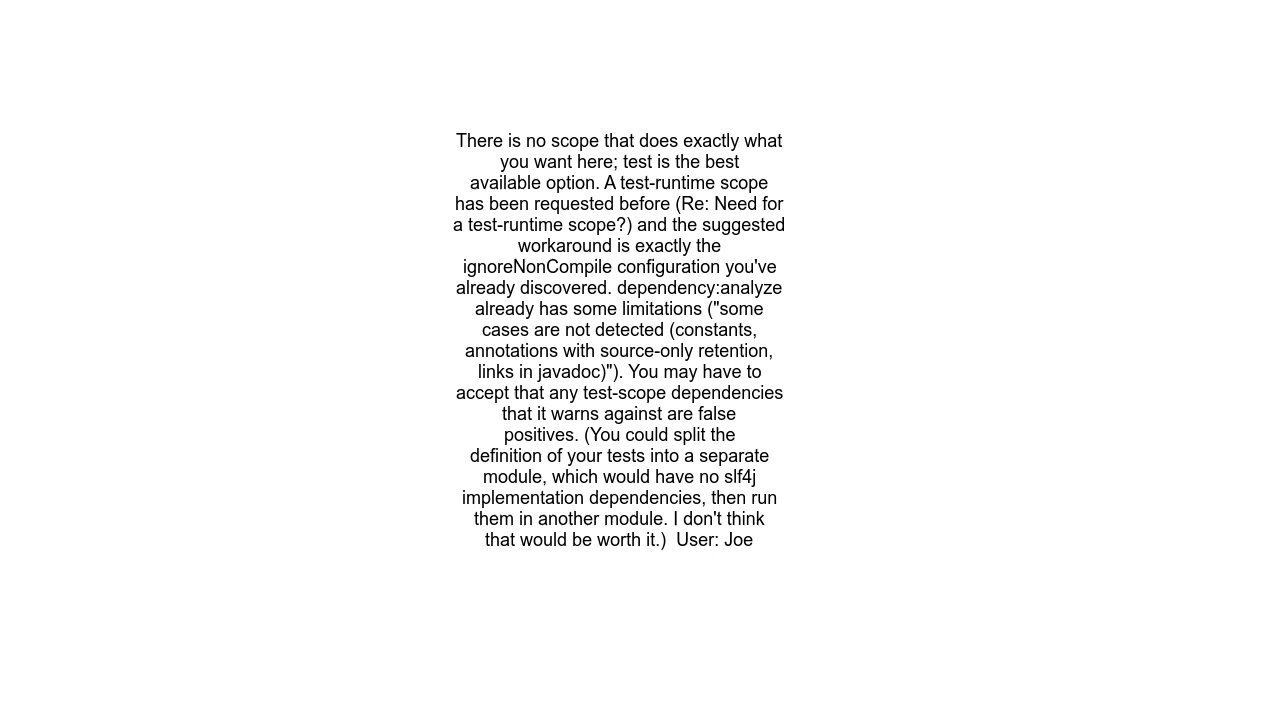 There is no scope that does exactly what
you want here; test is the best
available option. A test-runtime scope
has been requested before (Re: Need for
a test-runtime scope?) and the suggested
workaround is exactly the
ignoreNonCompile configuration you've
already discovered. dependency:analyze
already has some limitations ("some
cases are not detected (constants,
annotations with source-only retention,
links in javadoc)"). You may have to
accept that any test-scope dependencies
that it warns against are false
positives. (You could split the
definition of your tests into a separate
module, which would have no slf4j
implementation dependencies, then run
them in another module. I don't think
that would be worth it.)  User: Joe